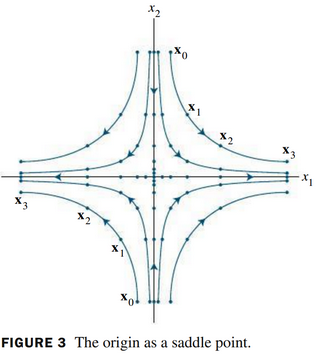 x₂
x₀
x₁
x₂
x₃
x₁
x₃
x₂
x₁
x₀
FIGURE 3 The origin as a saddle point.